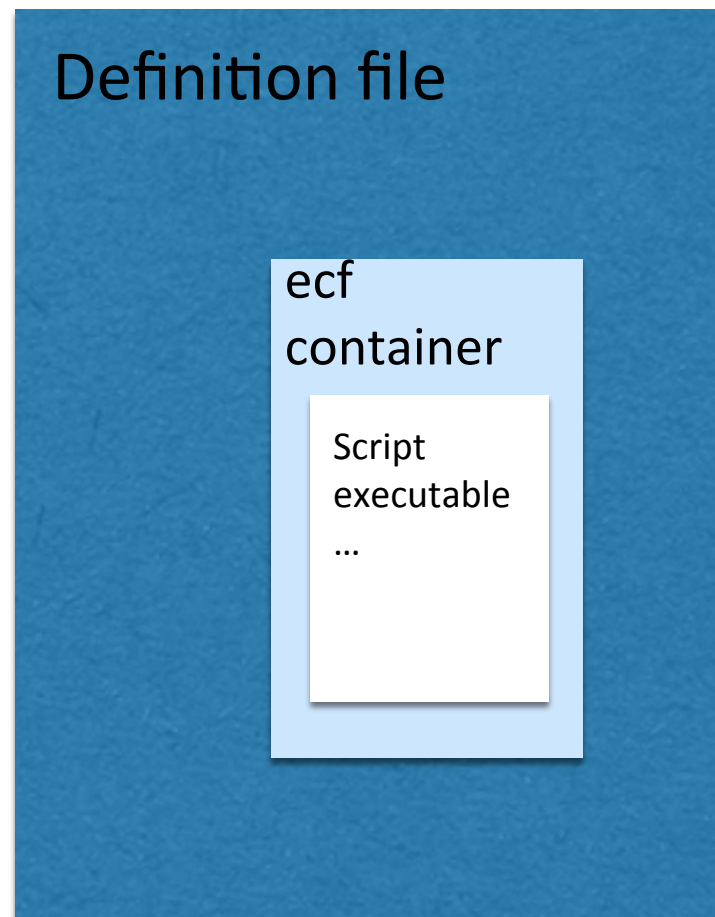 Definition file
ecf
container
Script
executable
...